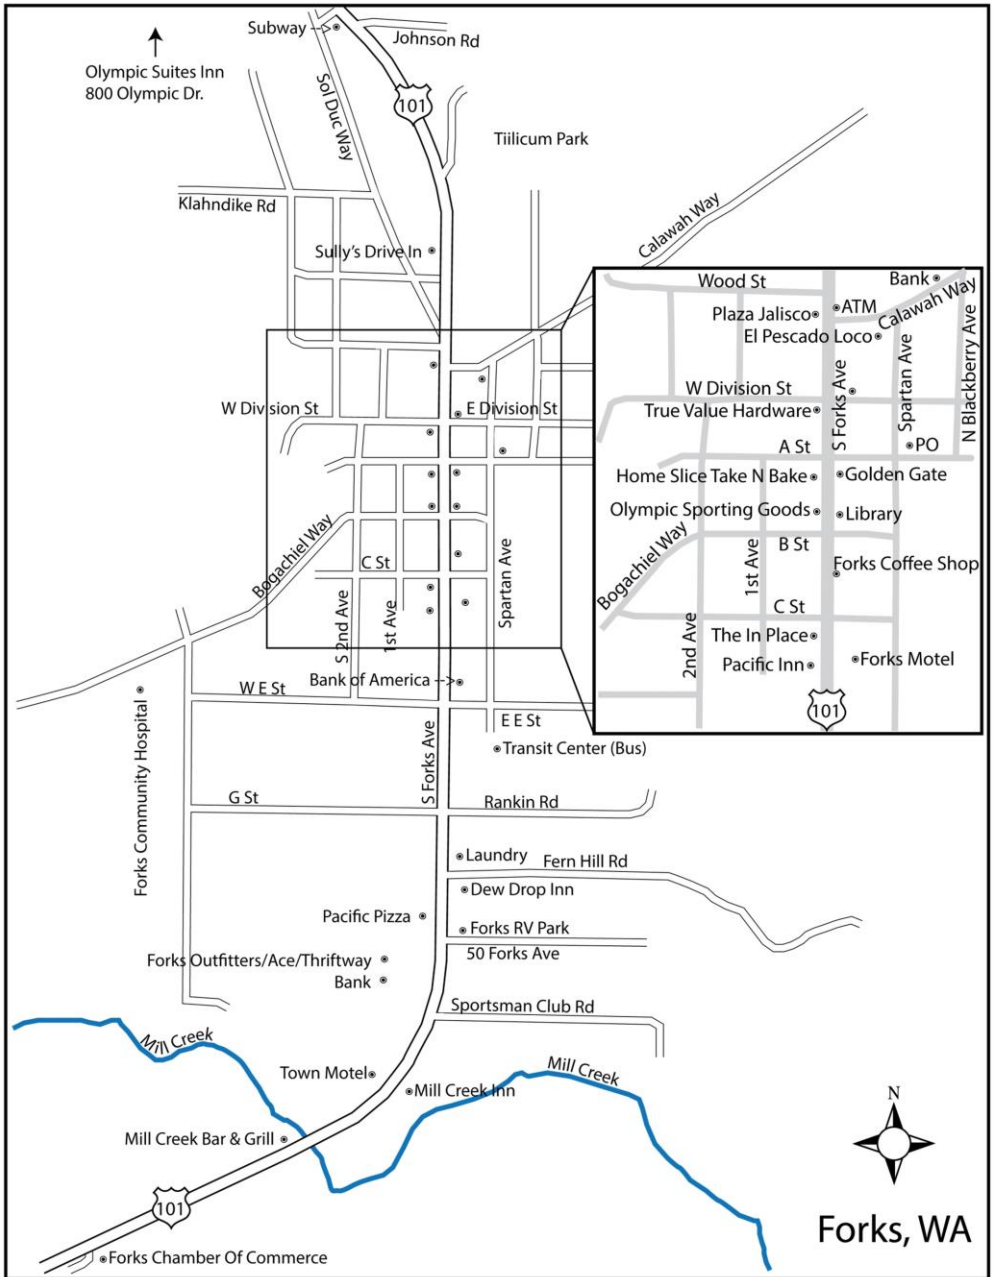 Subway -->
Johnson Rd
Olympic Suites Inn
800 Olympic Dr.
Sol Duc Way
101
Tiilicum Park
Klahndike Rd
Calawah Way
Sully's Drive In
W Division St
E Division St
Bogachiel Way
C St
S 2nd Ave
1st Ave
Spartan Ave
Bank of America -->
W E St
E E St
Forks Community Hospital
S Forks Ave
Transit Center (Bus)
G St
Rankin Rd
Laundry
Fern Hill Rd
Dew Drop Inn
Pacific Pizza
Forks RV Park
50 Forks Ave
Forks Outfitters/Ace/Thriftway
Bank
Sportsman Club Rd
Mill Creek
Mill Creek
Town Motel
Mill Creek Inn
Mill Creek Bar & Grill
101
Forks Chamber Of Commerce
Wood St
Bank
ATM
Plaza Jalisco
Calawah Way
El Pescado Loco
N Blackberry Ave
Spartan Ave
S Forks Ave
W Division St
True Value Hardware
A St
PO
Home Slice Take N Bake
Golden Gate
Olympic Sporting Goods
Library
Bogachiel Way
B St
1st Ave
Forks Coffee Shop
C St
2nd Ave
The In Place
Pacific Inn
Forks Motel
101
N
Forks, WA